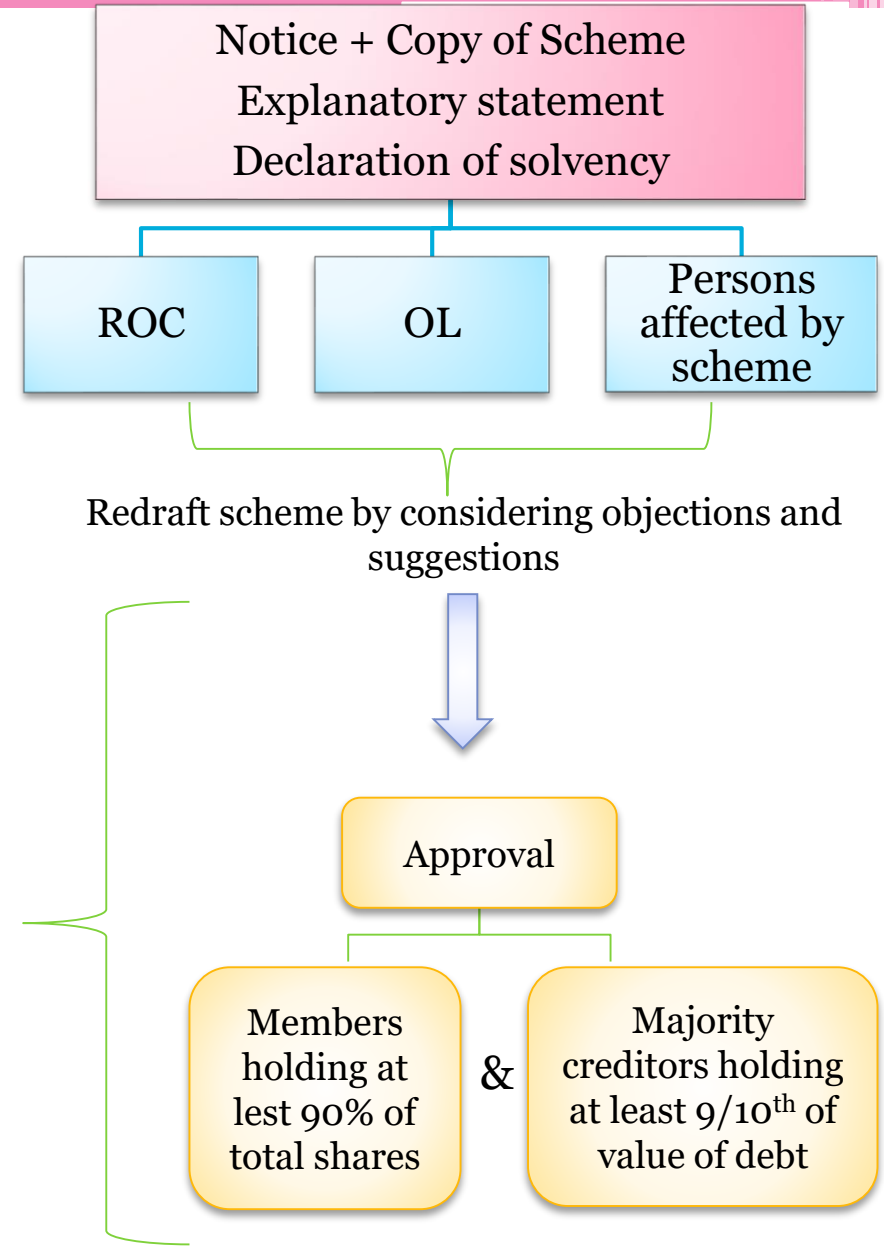 Notice + Copy of Scheme
Explanatory statement
Declaration of solvency
ROC
OL
Persons
affected by
scheme
Redraft scheme by considering objections and
suggestions
Approval
Members
holding at
lest 90% of
total shares
&
Majority
creditors holding
at least 9/10th of
value of debt